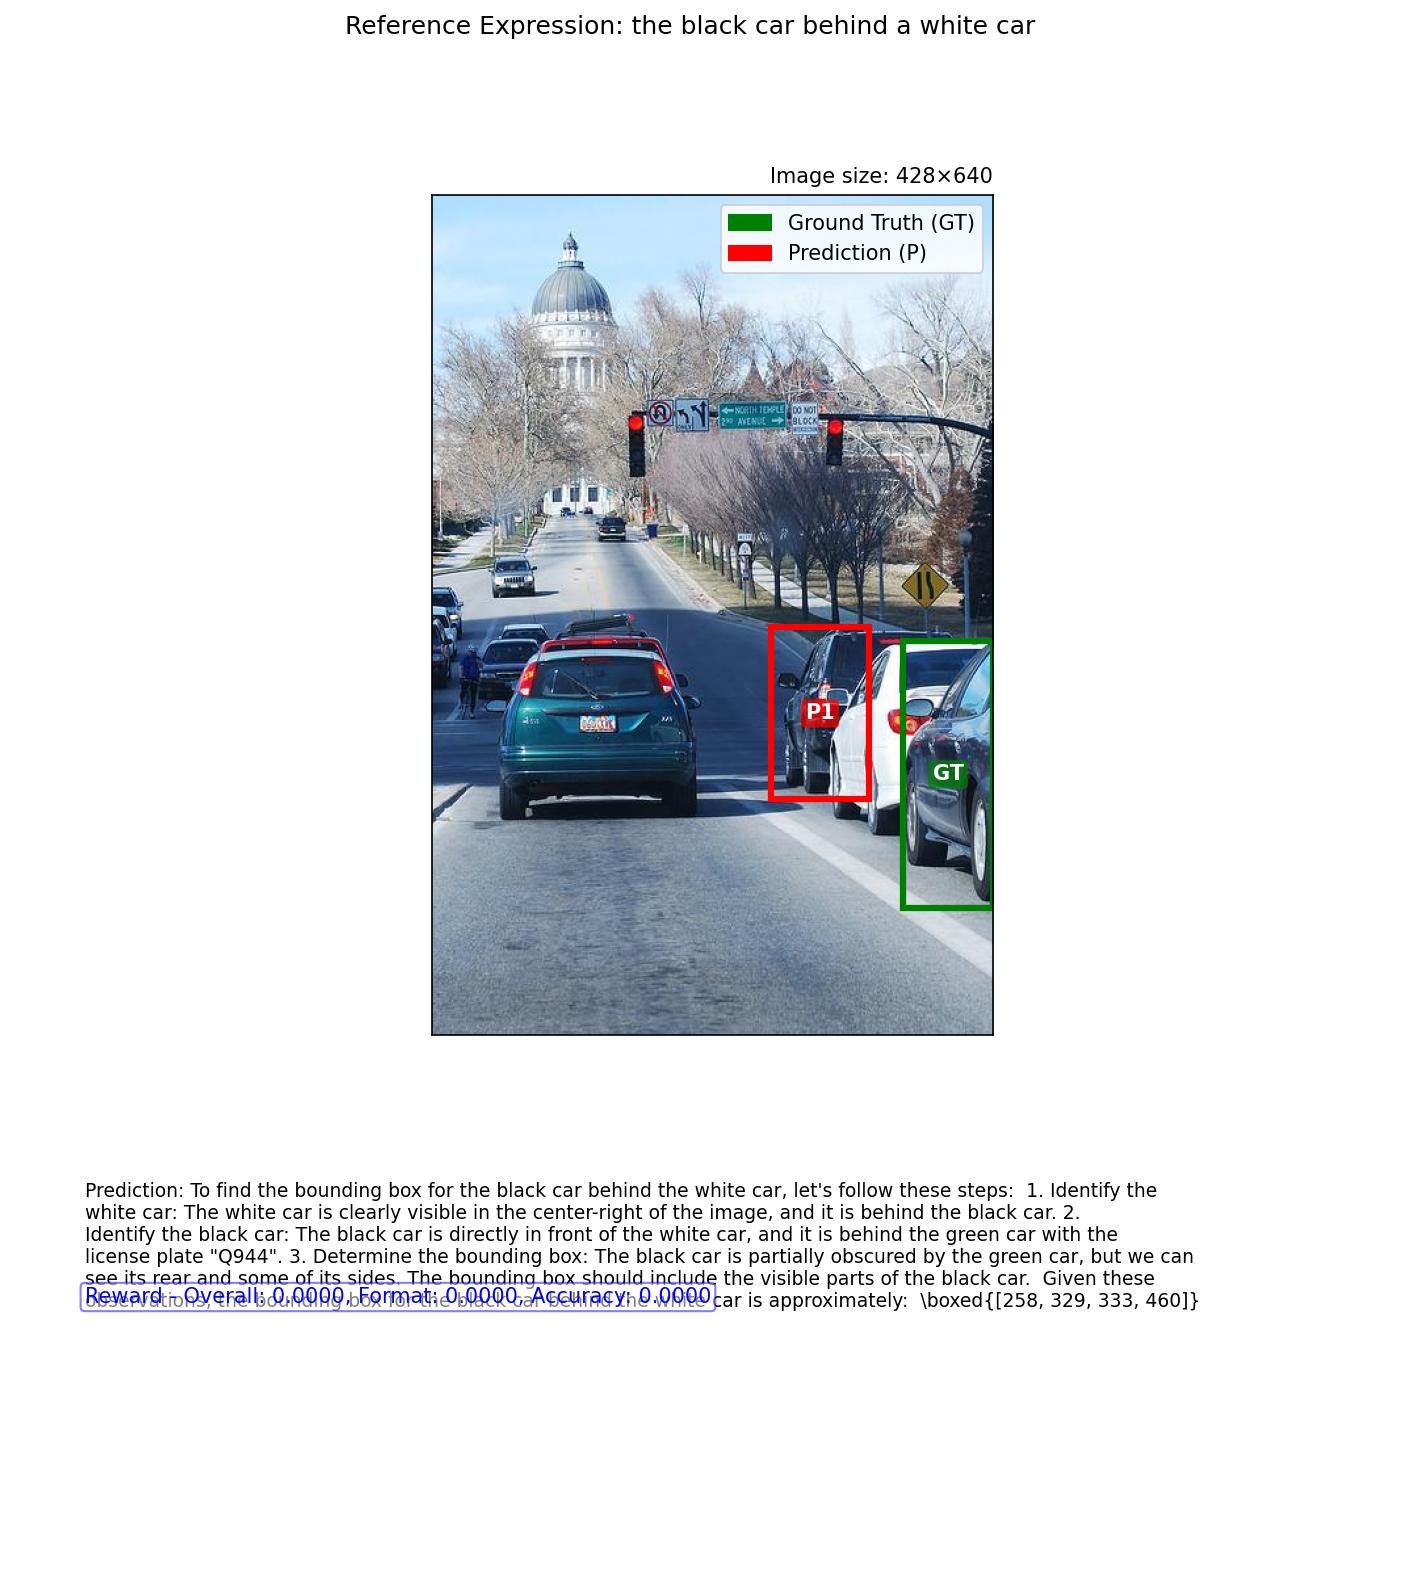 Reference Expression: the black car behind a white car
Image size: 428×640
Ground Truth (GT)
Prediction (P)
ONLY
NORTH TEMPLE
2ND AVENUE
DO NOT
BLOCK
P1
GT
Prediction: To find the bounding box for the black car behind the white car, let's follow these steps:  1. Identify the
white car: The white car is clearly visible in the center-right of the image, and it is behind the black car. 2.
Identify the black car: The black car is directly in front of the white car, and it is behind the green car with the
license plate "Q944". 3. Determine the bounding box: The black car is partially obscured by the green car, but we can
see its rear and some of its sides. The bounding box should include the visible parts of the black car.  Given these
observations, the bounding box for the black car behind the white car is approximately:  \boxed{[258, 329, 333, 460]}
Reward - Overall: 0.0000, Format: 0.0000, Accuracy: 0.0000